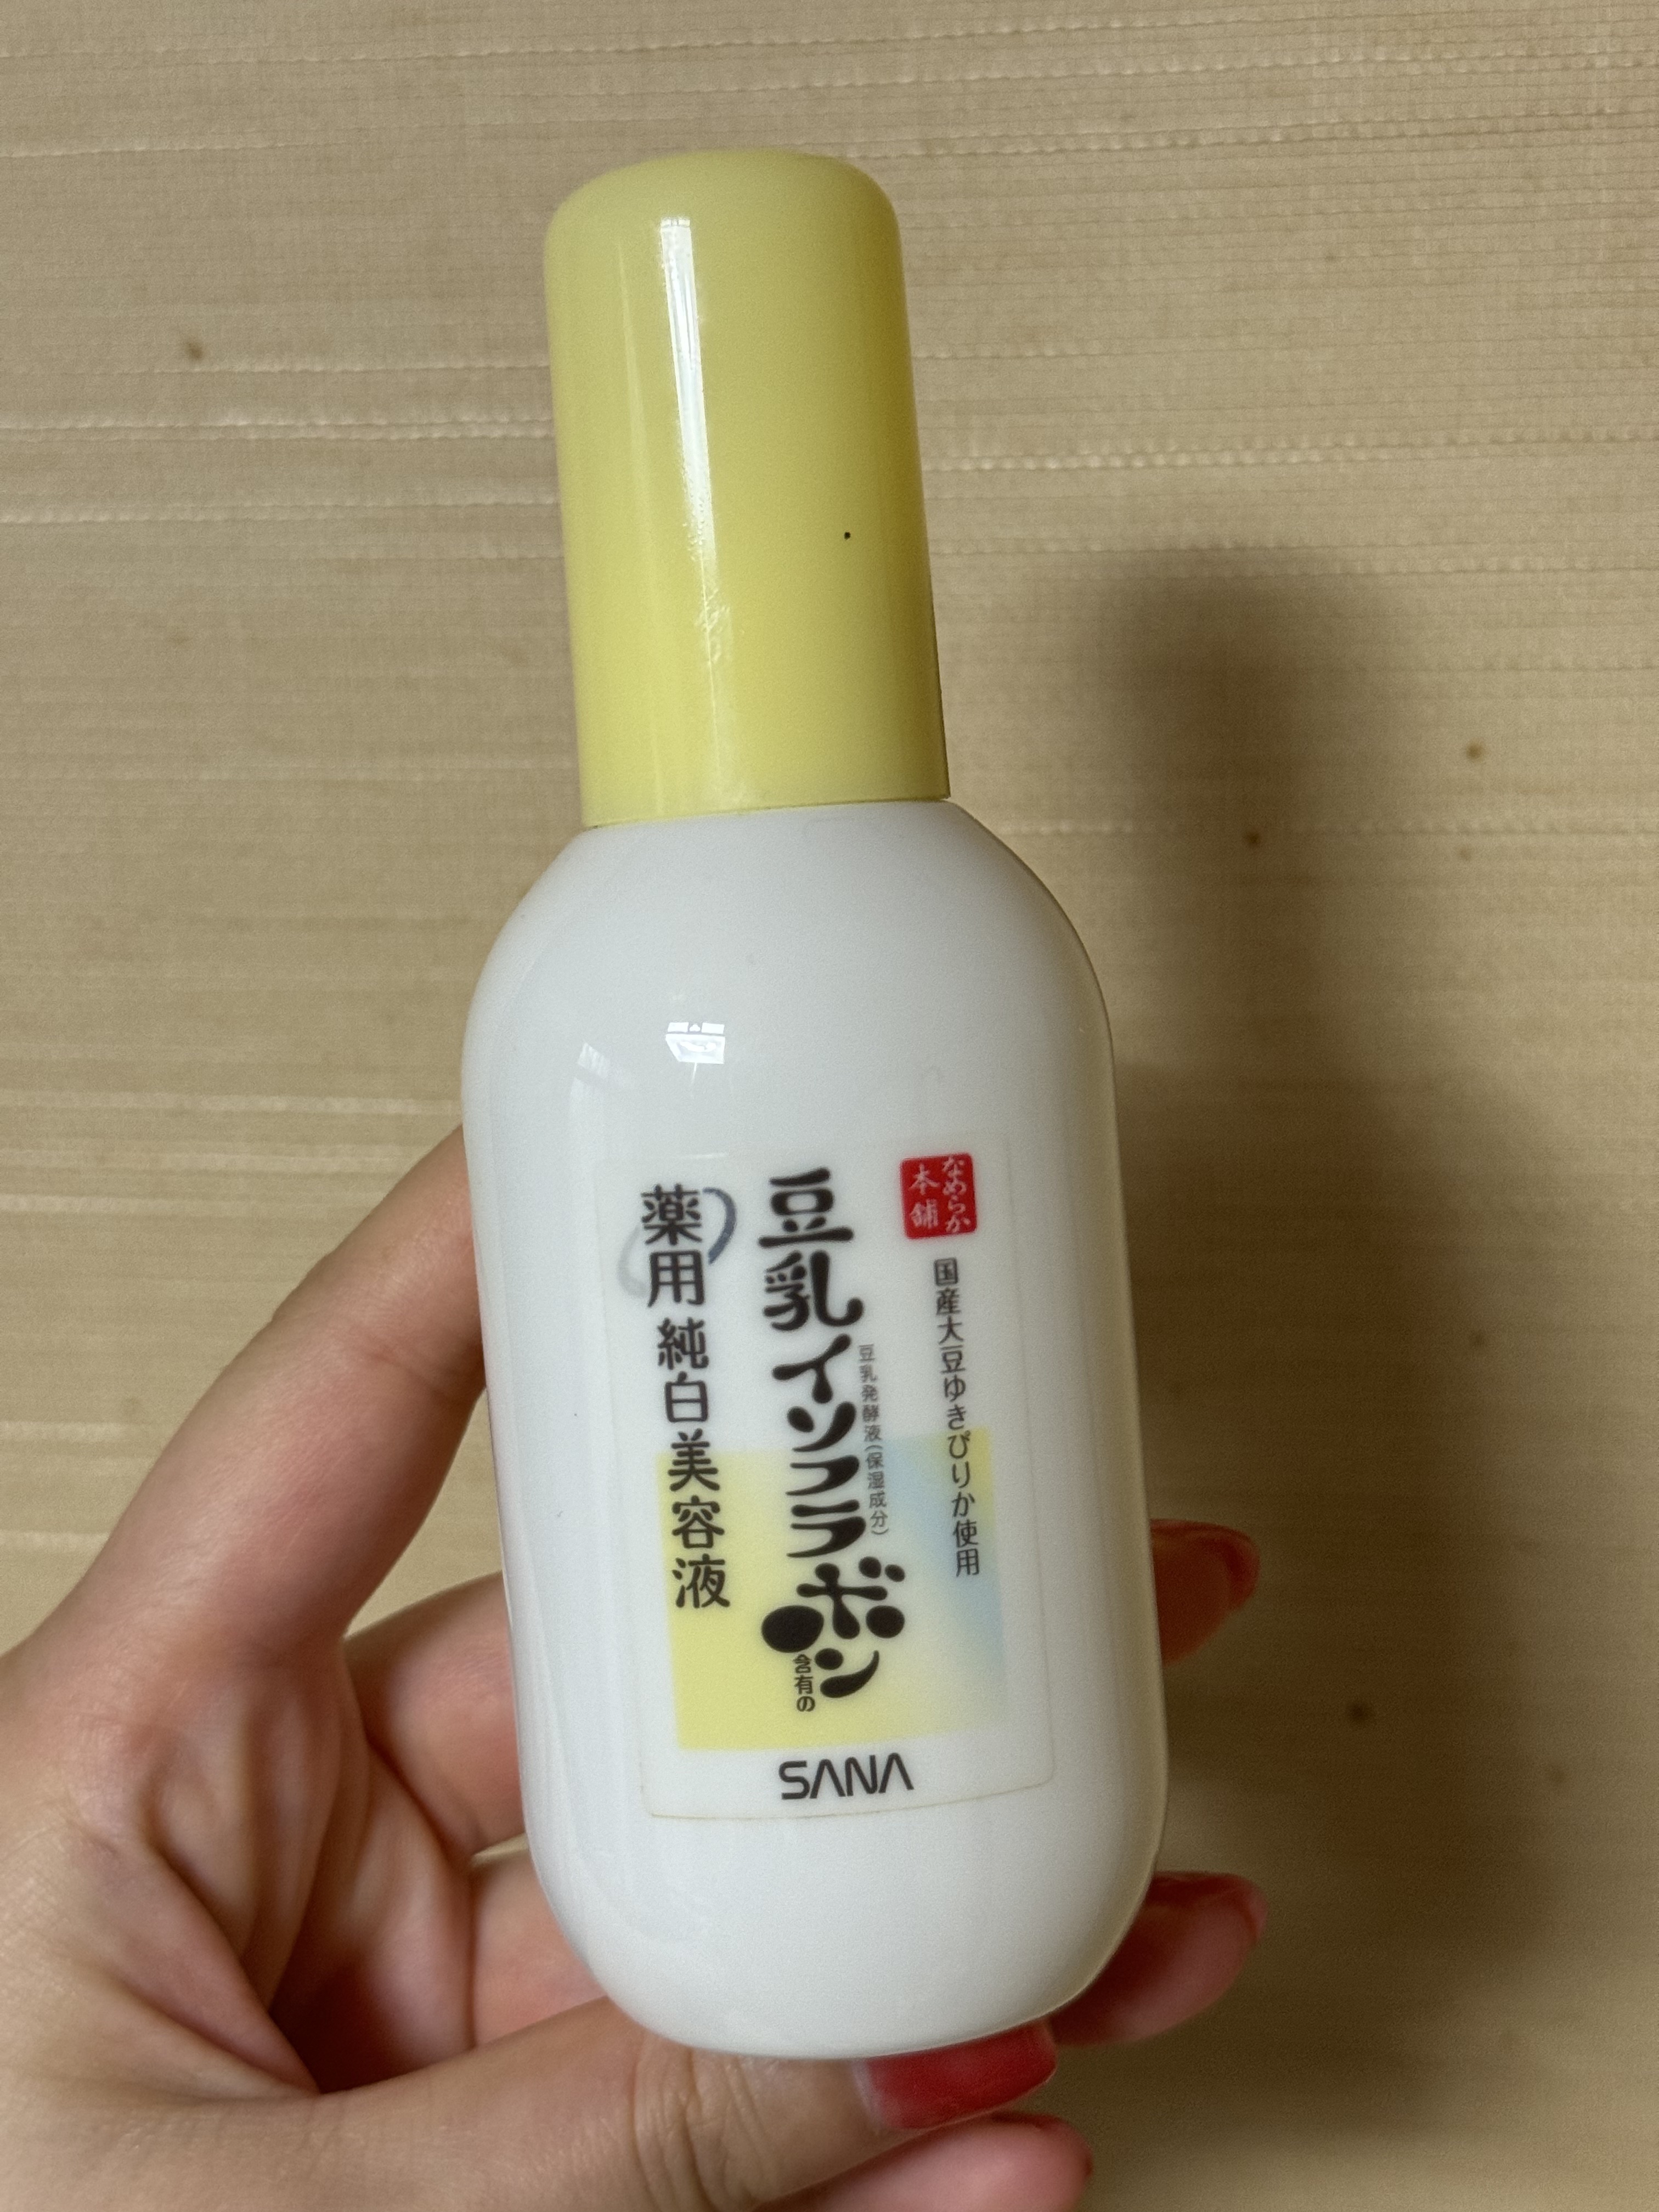 なめらか
本舗
国産大豆ゆきぴりか使用
豆乳発酵液(保湿成分)
豆乳イソフラボン
含有の
薬用 純白美容液
SANA